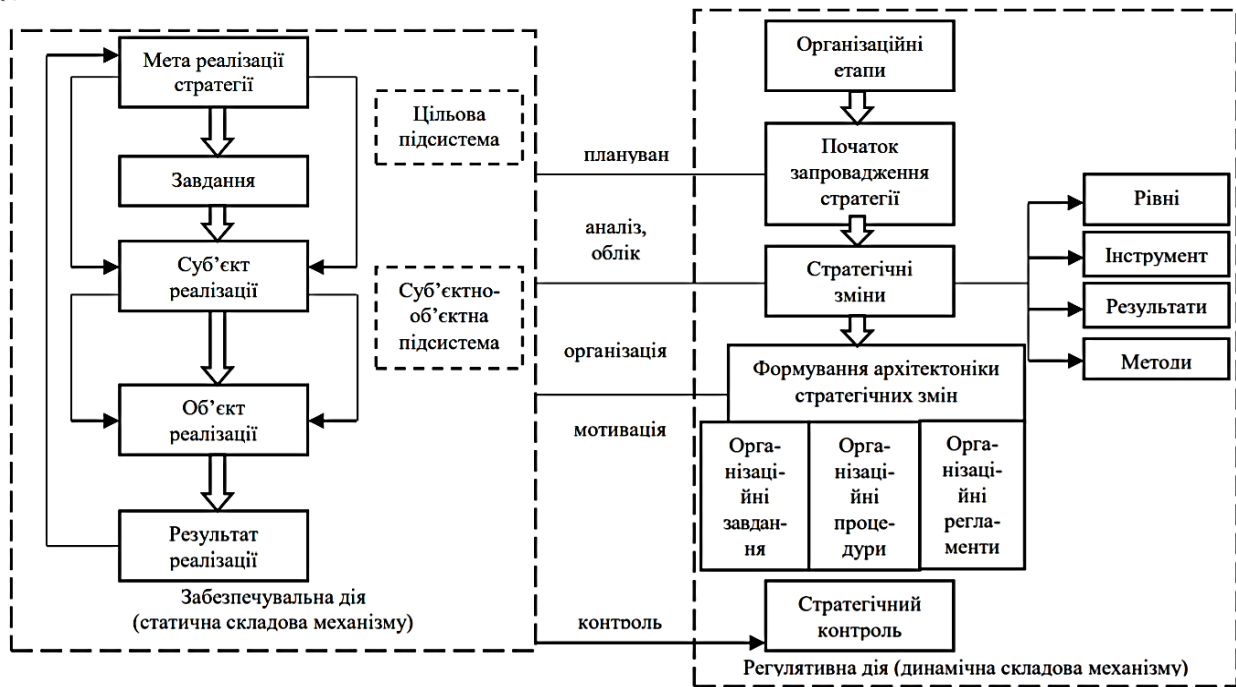 Мета реалізації
стратегії
Завдання
Суб’єкт
реалізації
Об’єкт
реалізації
Результат
реалізації
Цільова
підсистема
Суб’єктно-
об’єктна
підсистема
Забезпечувальна дія
(статична складова механізму)
плануван
аналіз,
облік
організація
мотивація
контроль
Організаційні
етапи
Початок
запровадження
стратегії
Стратегічні
зміни
Формування архітектоніки
стратегічних змін
Орга-
нізаці-
йні
завдан-
ня
Орга-
нізаці-
йні
проце-
дури
Орга-
нізаці-
йні
регла-
менти
Стратегічний
контроль
Рівні
Інструмент
Результати
Методи
Регулятивна дія (динамічна складова механізму)